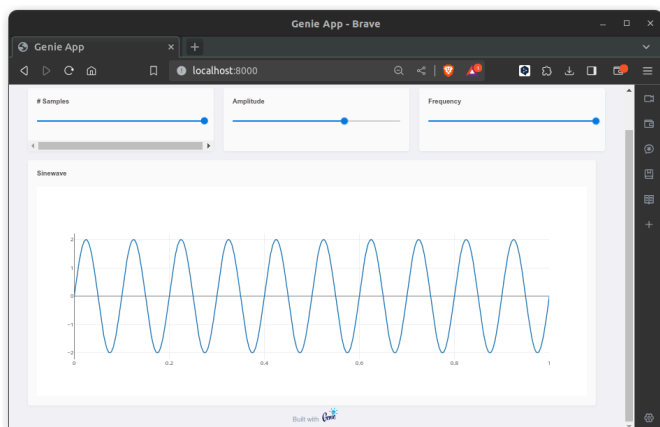 Genie App - Brave
Genie App
localhost:8000
# Samples
Amplitude
Frequency
Sinewave
2
1
0
−1
−2
0
0.2
0.4
0.6
0.8
1
Built with Genie